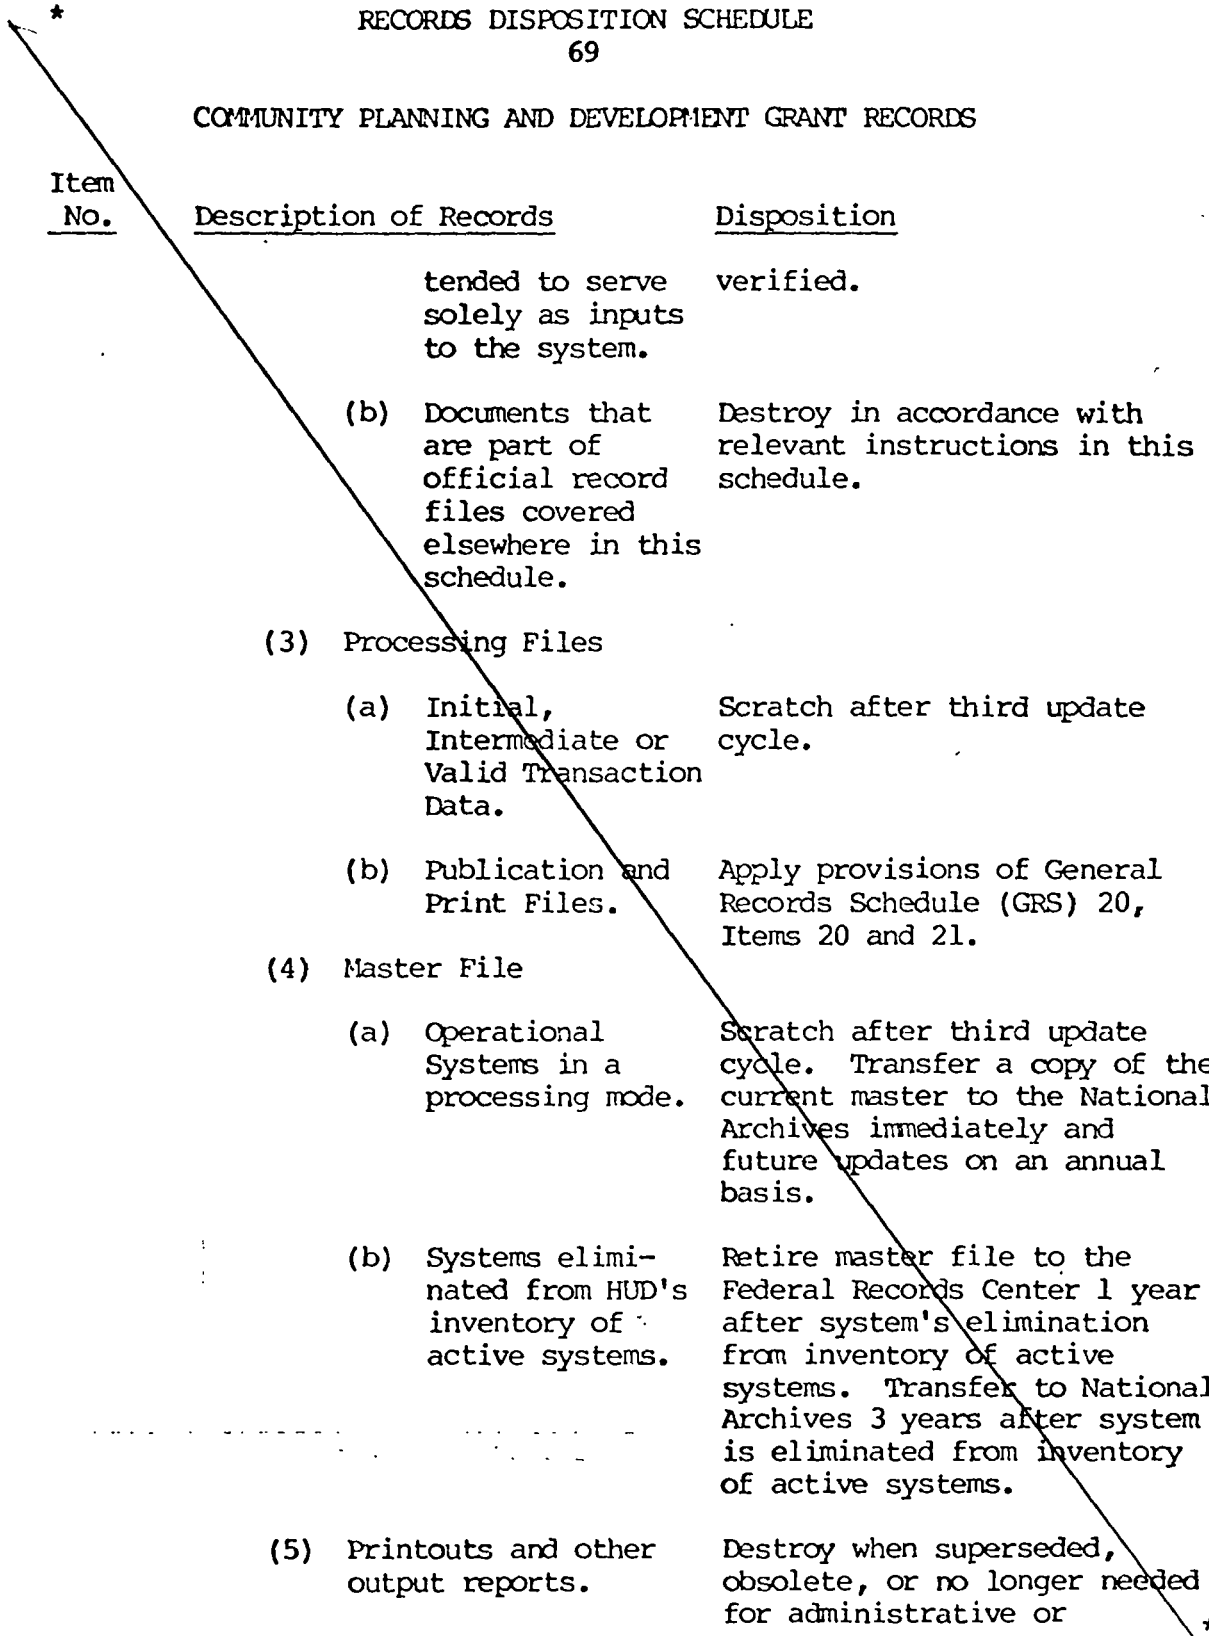 *
RECORDS DISPOSITION SCHEDULE
69
COMMUNITY PLANNING AND DEVELOPMENT GRANT RECORDS
Item
No. Description of Records Disposition
tended to serve verified.
solely as inputs
to the system.
(b) Documents that Destroy in accordance with
are part of relevant instructions in this
official record schedule.
files covered
elsewhere in this
schedule.
(3) Processing Files
(a) Initial, Scratch after third update
Intermediate or cycle.
Valid Transaction
Data.
(b) Publication and Apply provisions of General
Print Files. Records Schedule (GRS) 20,
Items 20 and 21.
(4) Master File
(a) Operational Scratch after third update
Systems in a cycle. Transfer a copy of the
processing mode. current master to the National
Archives immediately and
future updates on an annual
basis.
(b) Systems elimi- Retire master file to the
nated from HUD's Federal Records Center 1 year
inventory of after system's elimination
active systems. from inventory of active
systems. Transfer to National
Archives 3 years after system
is eliminated from inventory
of active systems.
(5) Printouts and other Destroy when superseded,
output reports. obsolete, or no longer needed
for administrative or
*